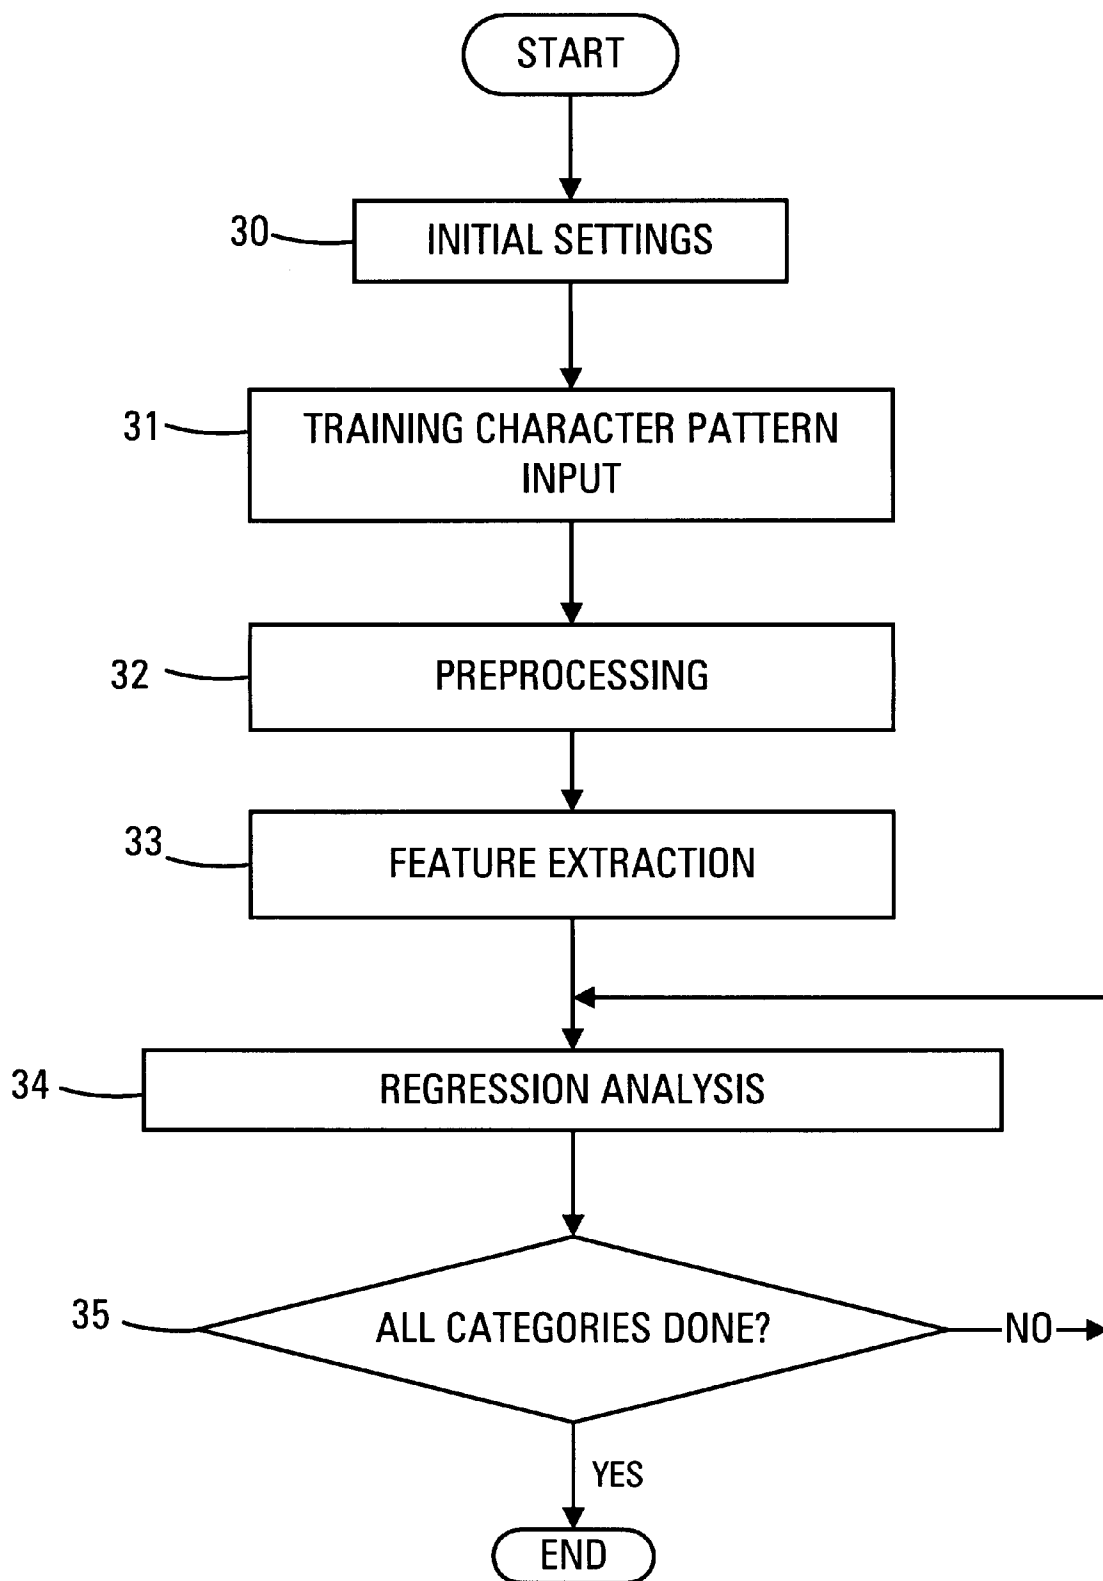 START
30
INITIAL SETTINGS
31
TRAINING CHARACTER PATTERN
INPUT
32
PREPROCESSING
33
FEATURE EXTRACTION
34
REGRESSION ANALYSIS
35
ALL CATEGORIES DONE?
NO
YES
END